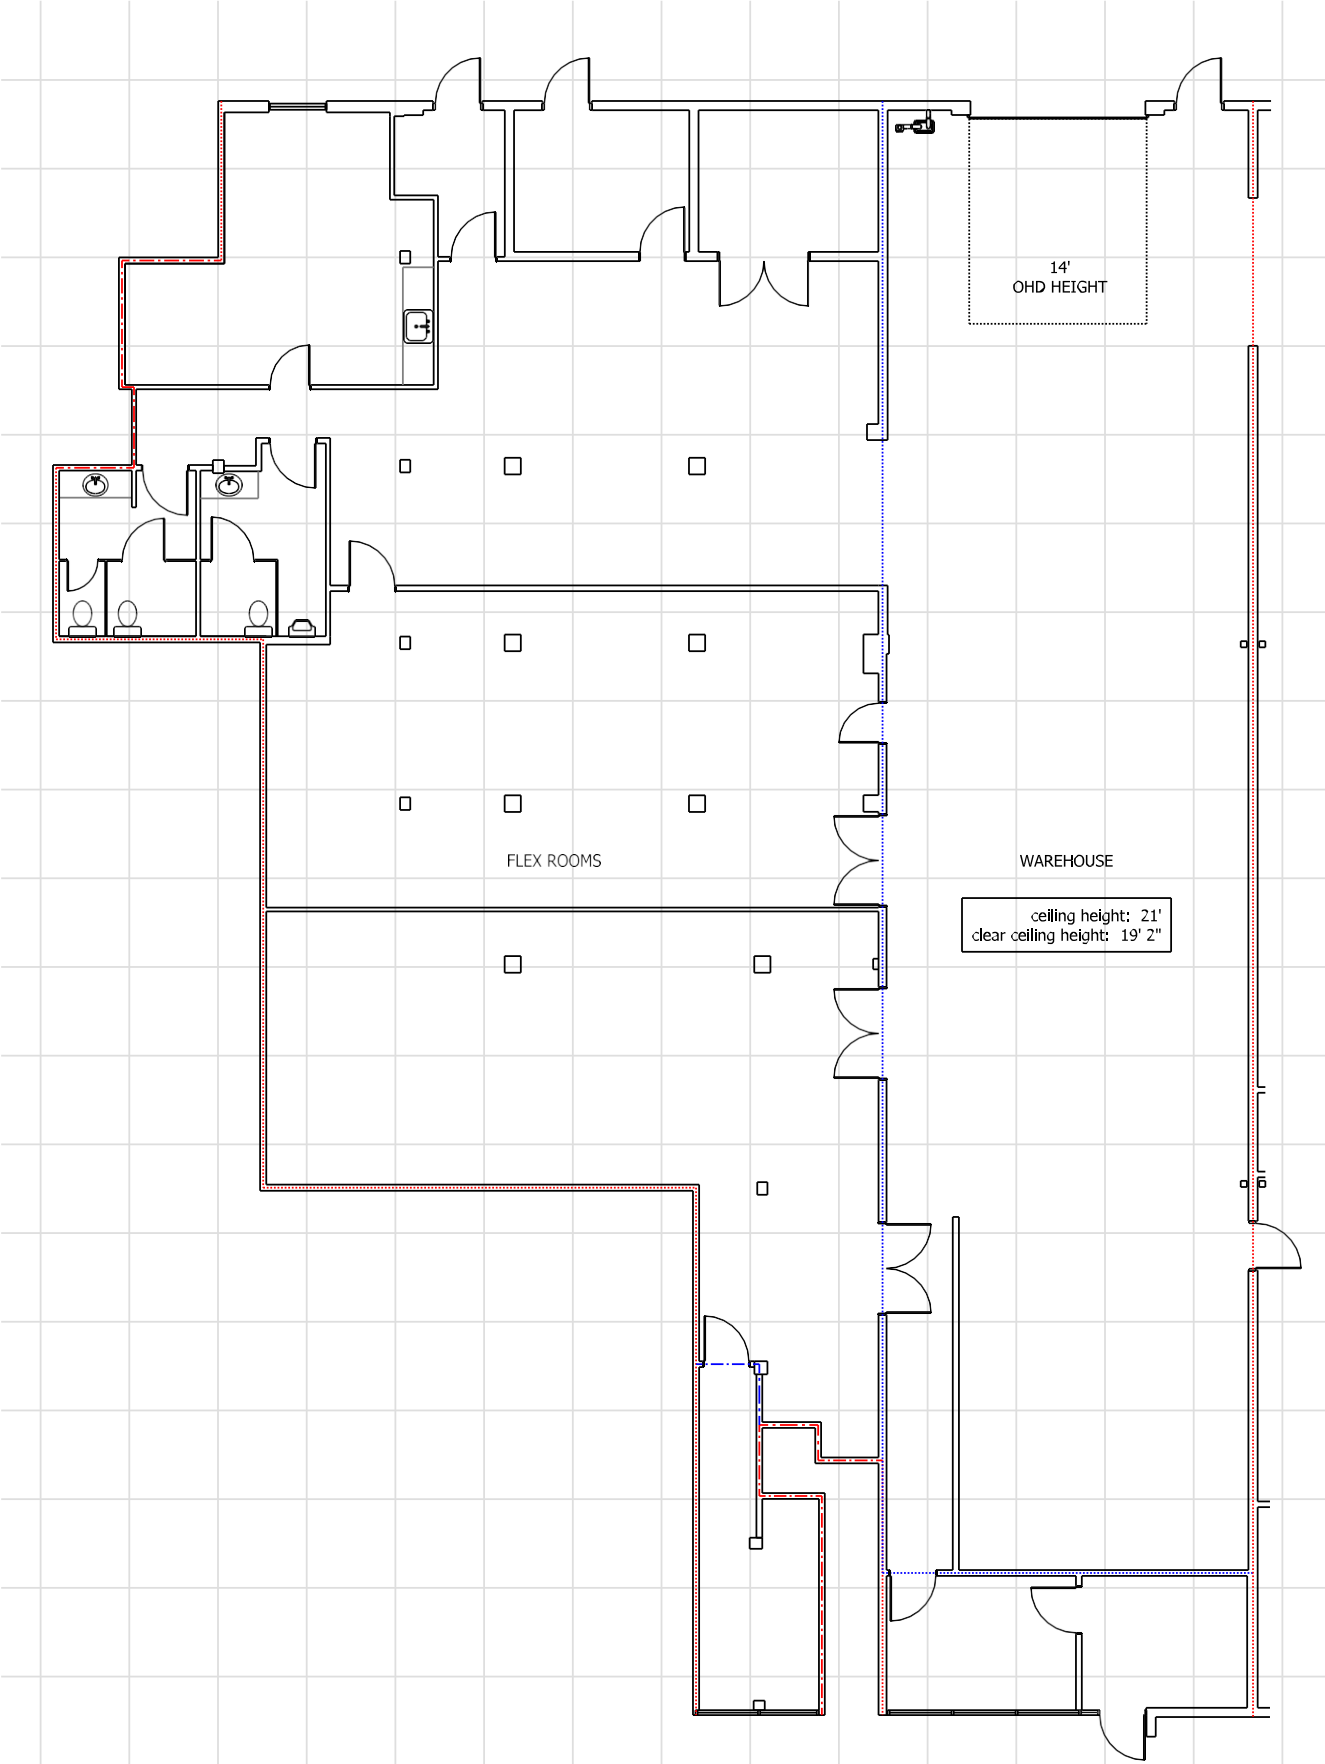 14'
OHD HEIGHT
FLEX ROOMS
WAREHOUSE
ceiling height: 21'
clear ceiling height: 19' 2"